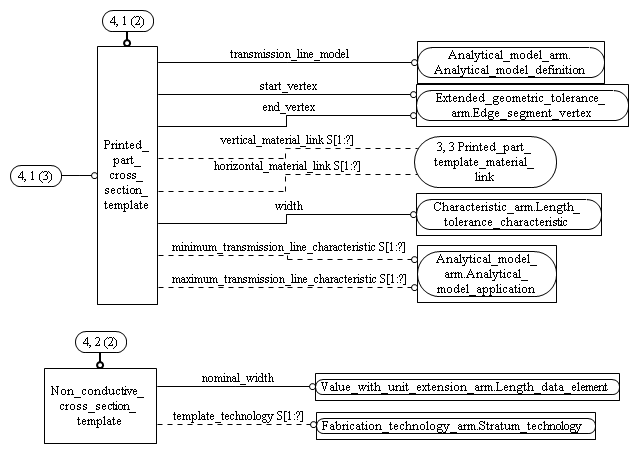 4, 1 (2)
transmission_line_model
Analytical_model_arm.
Analytical_model_definition
start_vertex
Extended_geometric_tolerance_
arm.Edge_segment_vertex
end_vertex
Printed_
part_
cross_
section_
template
4, 1 (3)
vertical_material_link S[1:?]
horizontal_material_link S[1:?]
3, 3 Printed_part_
template_material_
link
width
Characteristic_arm.Length_
tolerance_characteristic
minimum_transmission_line_characteristic S[1:?]
maximum_transmission_line_characteristic S[1:?]
Analytical_model_
arm.Analytical_
model_application
4, 2 (2)
Non_conductive_
cross_section_
template
nominal_width
Value_with_unit_extension_arm.Length_data_element
template_technology S[1:?]
Fabrication_technology_arm.Stratum_technology